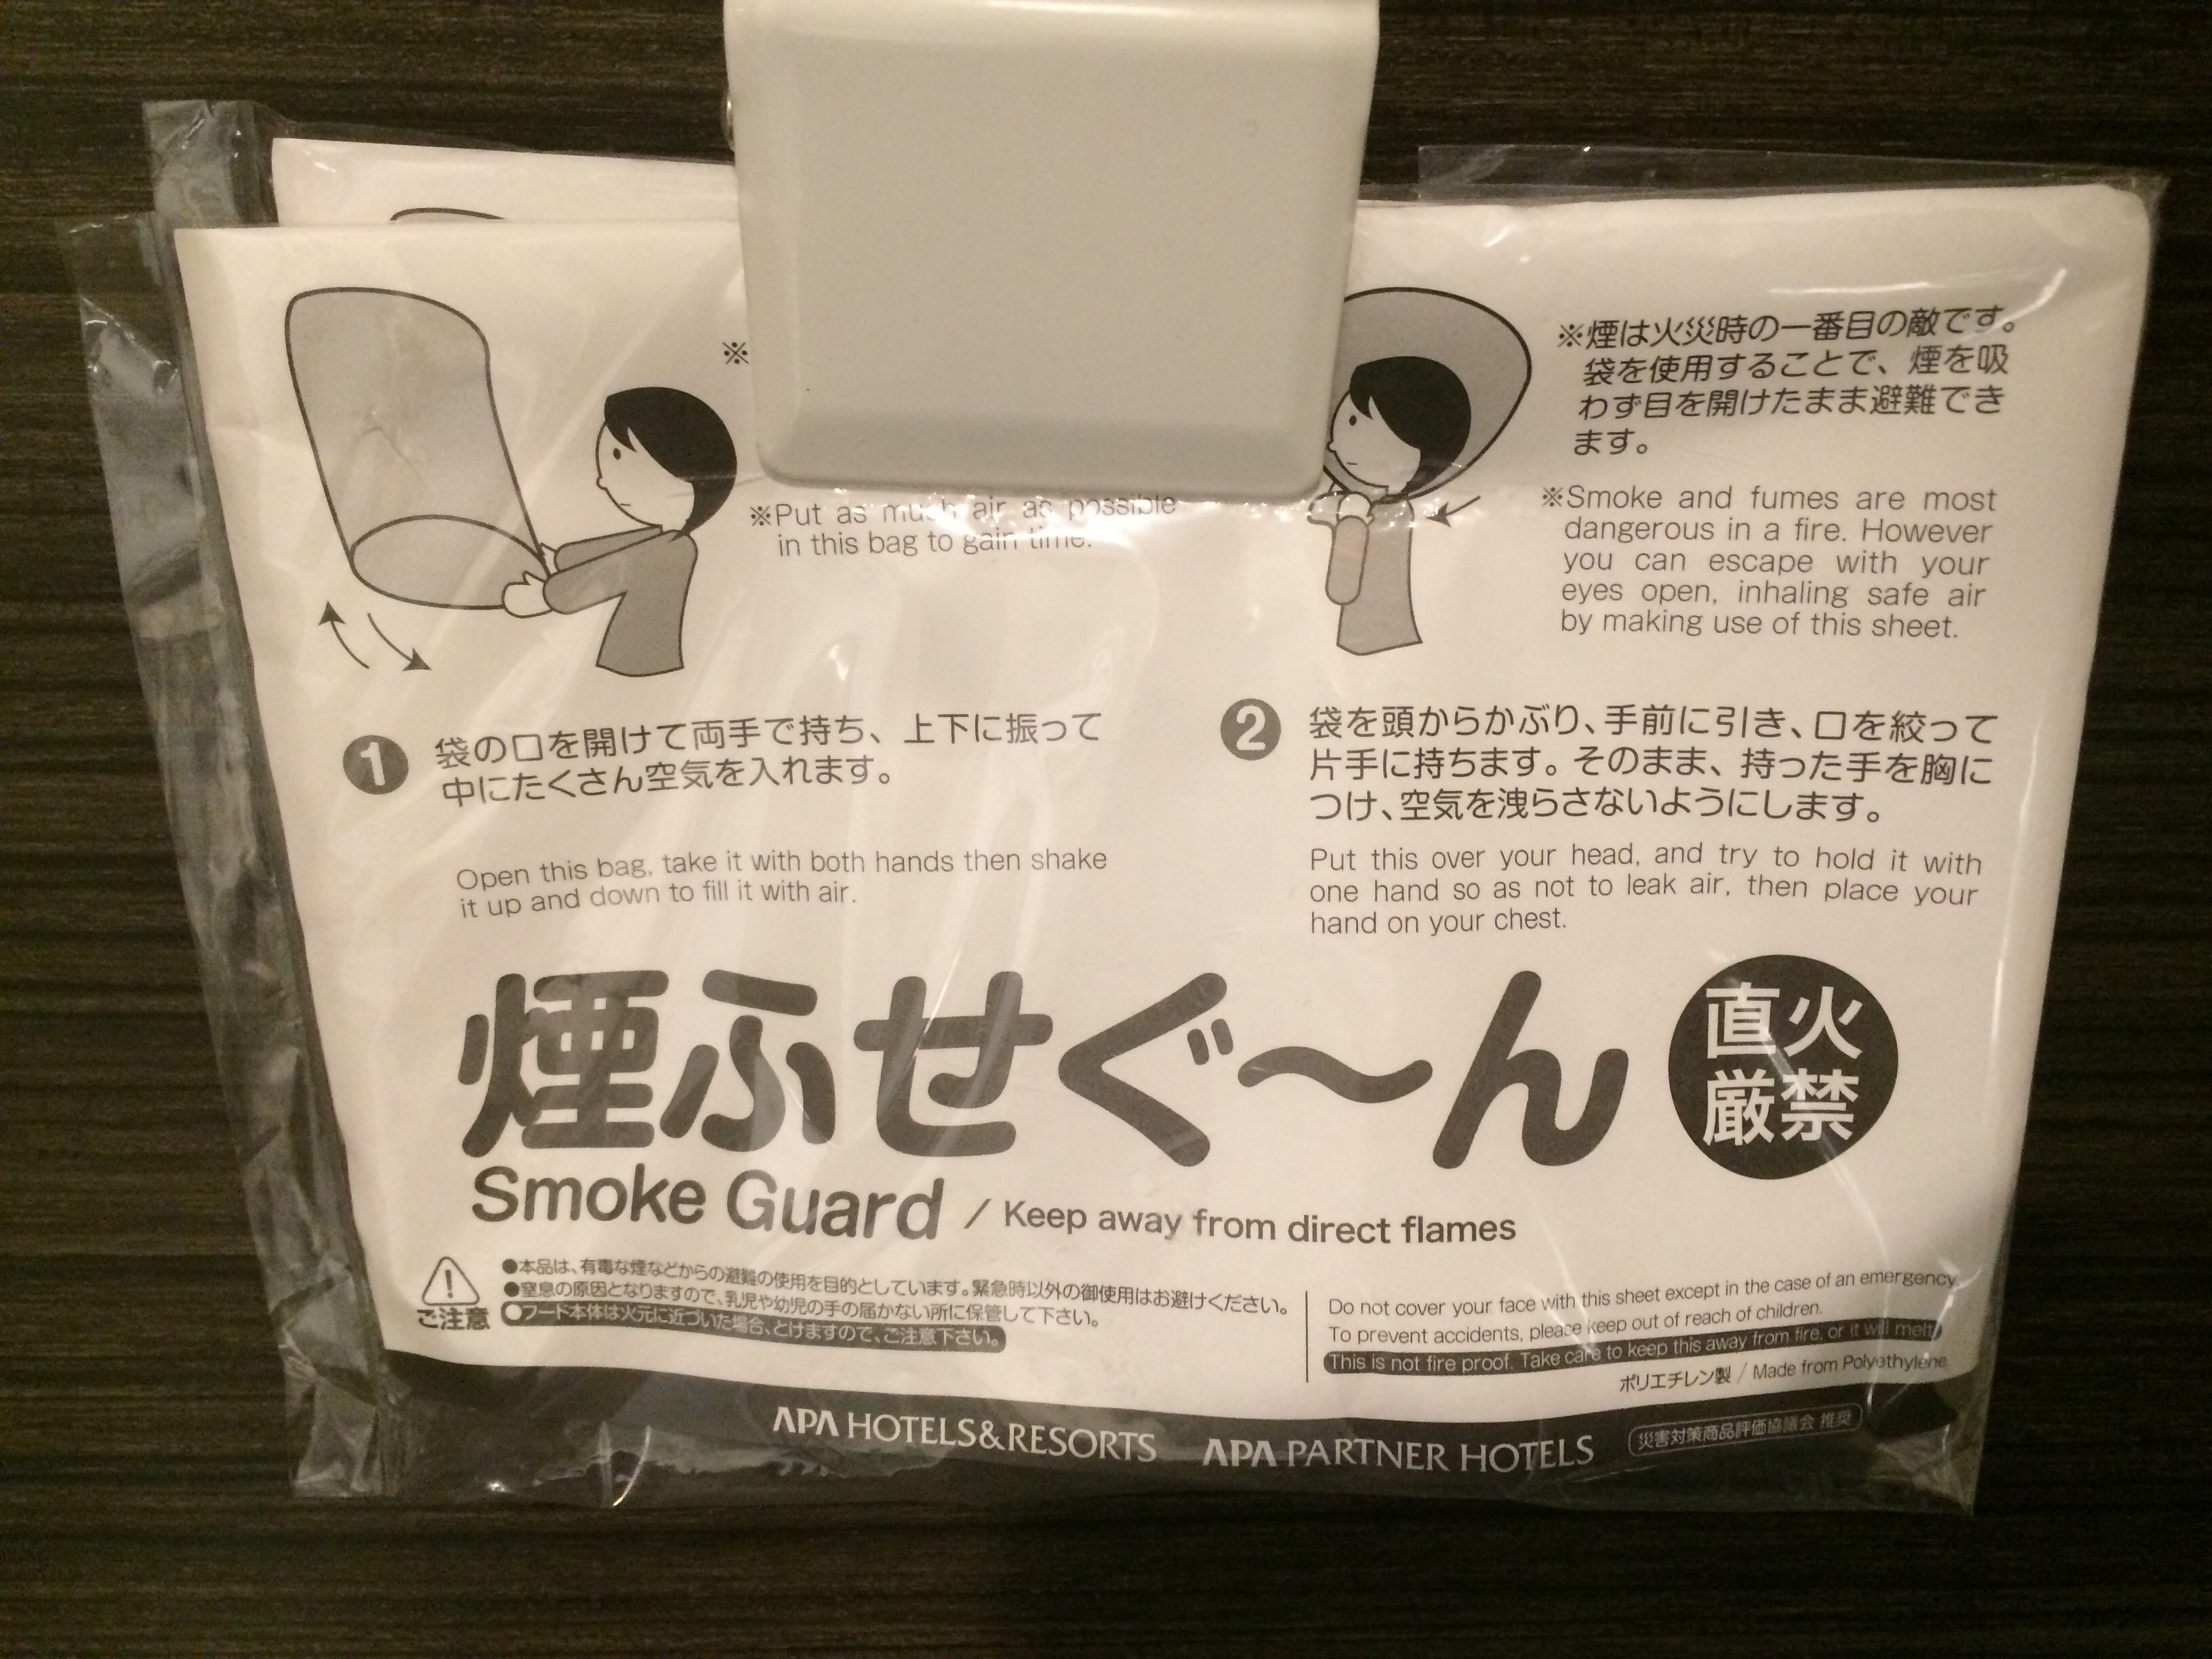 ※
※Put as much air as possible
in this bag to gain time.
※煙は火災時の一番目の敵です。
袋を使用することで、煙を吸
わず目を開けたまま避難でき
ます。
※Smoke and fumes are most
dangerous in a fire. However
you can escape with your
eyes open, inhaling safe air
by making use of this sheet.
1 袋の口を開けて両手で持ち、上下に振って
中にたくさん空気を入れます。
Open this bag, take it with both hands then shake
it up and down to fill it with air.
2 袋を頭からかぶり、手前に引き、口を絞って
片手に持ちます。そのまま、持った手を胸に
つけ、空気を洩らさないようにします。
Put this over your head, and try to hold it with
one hand so as not to leak air, then place your
hand on your chest.
煙ふせぐ〜ん
直火
厳禁
Smoke Guard / Keep away from direct flames
ご注意
●本品は、有毒な煙などからの避難の使用を目的としています。緊急時以外の御使用はお避けください。
●窒息の原因となりますので、乳児や幼児の手の届かない所に保管して下さい。
●フード本体は火元に近づいた場合、とけますので、ご注意下さい。
Do not cover your face with this sheet except in the case of an emergency.
To prevent accidents, please keep out of reach of children.
This is not fire proof. Take care to keep this away from fire, or it will melt.
ポリエチレン製 / Made from Polyethylene
APA HOTELS&RESORTS APA PARTNER HOTELS
災害対策商品評価協議会 推奨